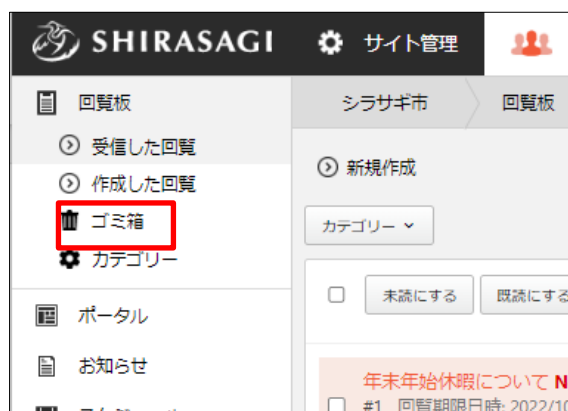 SHIRASAGI
サイト管理
回覧板
受信した回覧
作成した回覧
ゴミ箱
カテゴリー
ポータル
お知らせ
シラサギ市
回覧板
新規作成
カテゴリー
未読にする
既読にする
年末年始休暇について N
#1 回覧期限日時: 2022/10